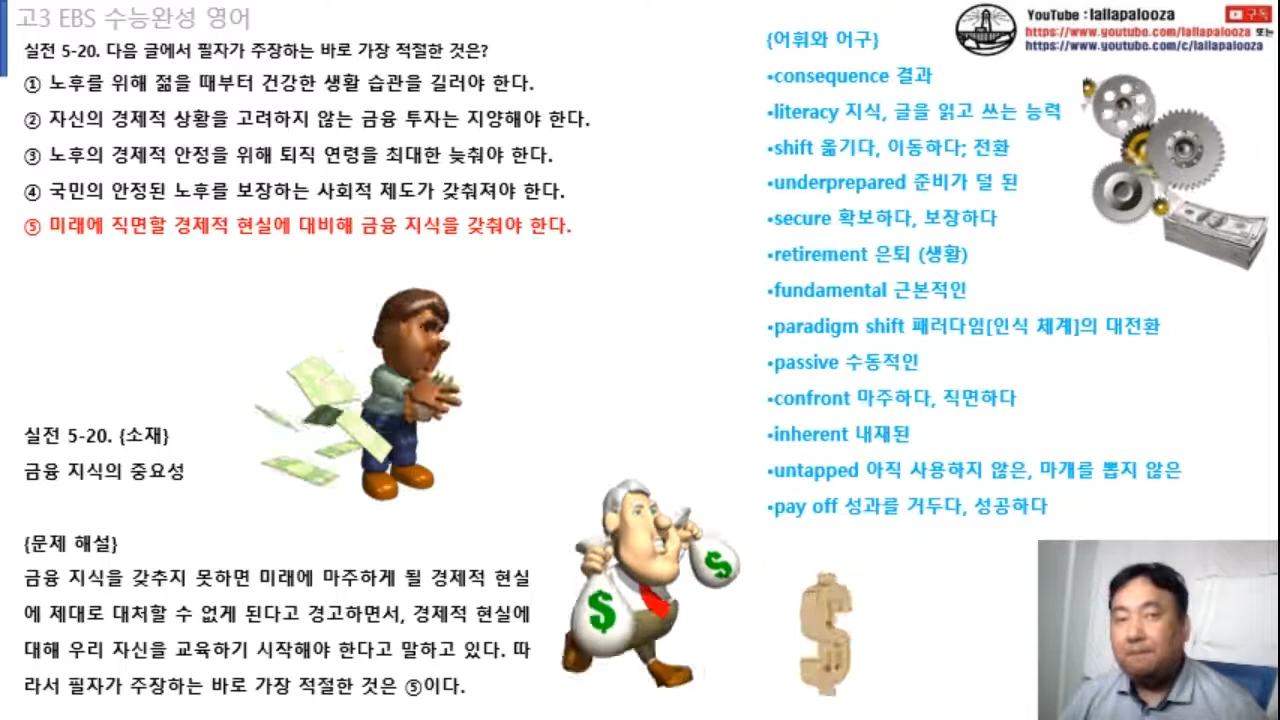 고3 EBS 수능완성 영어
실전 5-20. 다음 글에서 필자가 주장하는 바로 가장 적절한 것은?
① 노후를 위해 젊을 때부터 건강한 생활 습관을 길러야 한다.
② 자신의 경제적 상황을 고려하지 않는 금융 투자는 지양해야 한다.
③ 노후의 경제적 안정을 위해 퇴직 연령을 최대한 늦춰야 한다.
④ 국민의 안정된 노후를 보장하는 사회적 제도가 갖춰져야 한다.
⑤ 미래에 직면할 경제적 현실에 대비해 금융 지식을 갖춰야 한다.
실전 5-20. {소재}
금융 지식의 중요성
{문제 해설}
금융 지식을 갖추지 못하면 미래에 마주하게 될 경제적 현실
에 제대로 대처할 수 없게 된다고 경고하면서, 경제적 현실에
대해 우리 자신을 교육하기 시작해야 한다고 말하고 있다. 따
라서 필자가 주장하는 바로 가장 적절한 것은 ⑤이다.
{어휘와 어구}
•consequence 결과
•literacy 지식, 글을 읽고 쓰는 능력
•shift 옮기다, 이동하다; 전환
•underprepared 준비가 덜 된
•secure 확보하다, 보장하다
•retirement 은퇴 (생활)
•fundamental 근본적인
•paradigm shift 패러다임[인식 체계]의 대전환
•passive 수동적인
•confront 마주하다, 직면하다
•inherent 내재된
•untapped 아직 사용하지 않은, 마개를 뽑지 않은
•pay off 성과를 거두다, 성공하다
YouTube : lallapalooza
구독
https://www.youtube.com/lallapalooza 또는
https://www.youtube.com/c/lallapalooza
$
$
$